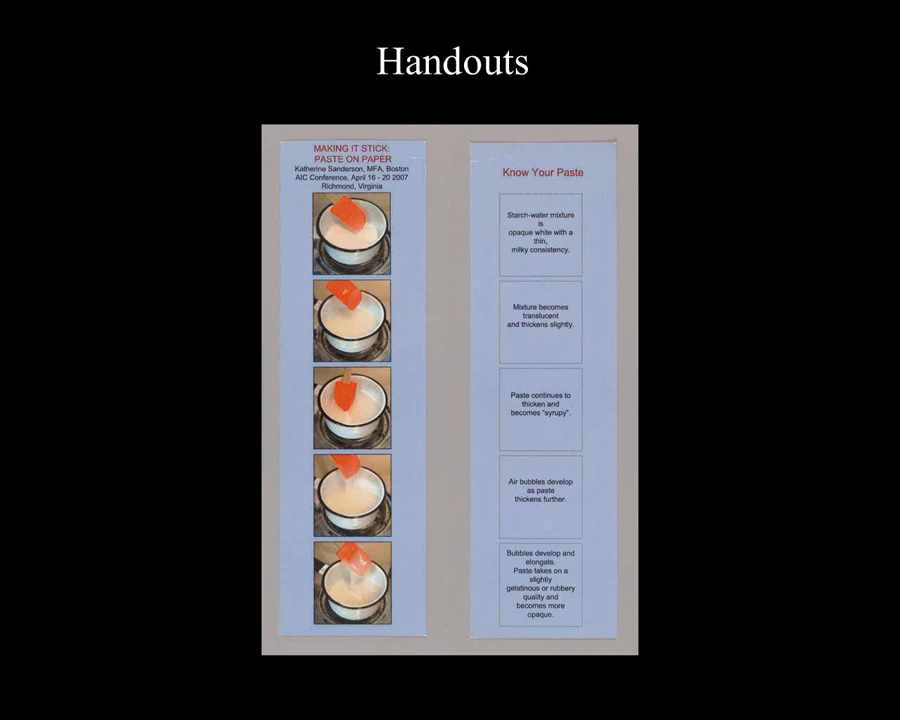 Handouts
MAKING IT STICK:
PASTE ON PAPER
Katherine Sanderson, MFA, Boston
AIC Conference, April 16 - 20 2007
Richmond, Virginia
Know Your Paste
Starch-water mixture
is
opaque white with a
thin,
milky consistency.
Mixture becomes
translucent
and thickens slightly.
Paste continues to
thicken and
becomes "syrupy".
Air bubbles develop
as paste
thickens further.
Bubbles develop and
elongate.
Paste takes on a
slightly
gelatinous or rubbery
quality and
becomes more
opaque.